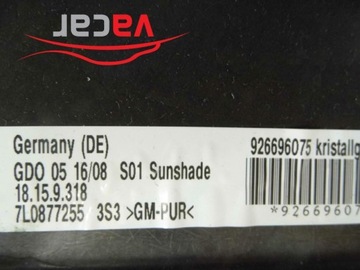 vacar
Germany (DE)
GDO 05 16/08 S01 Sunshade
18.15.9.318
7L0877255 3S3 >GM-PUR<
926696075 kristallg
*92669607